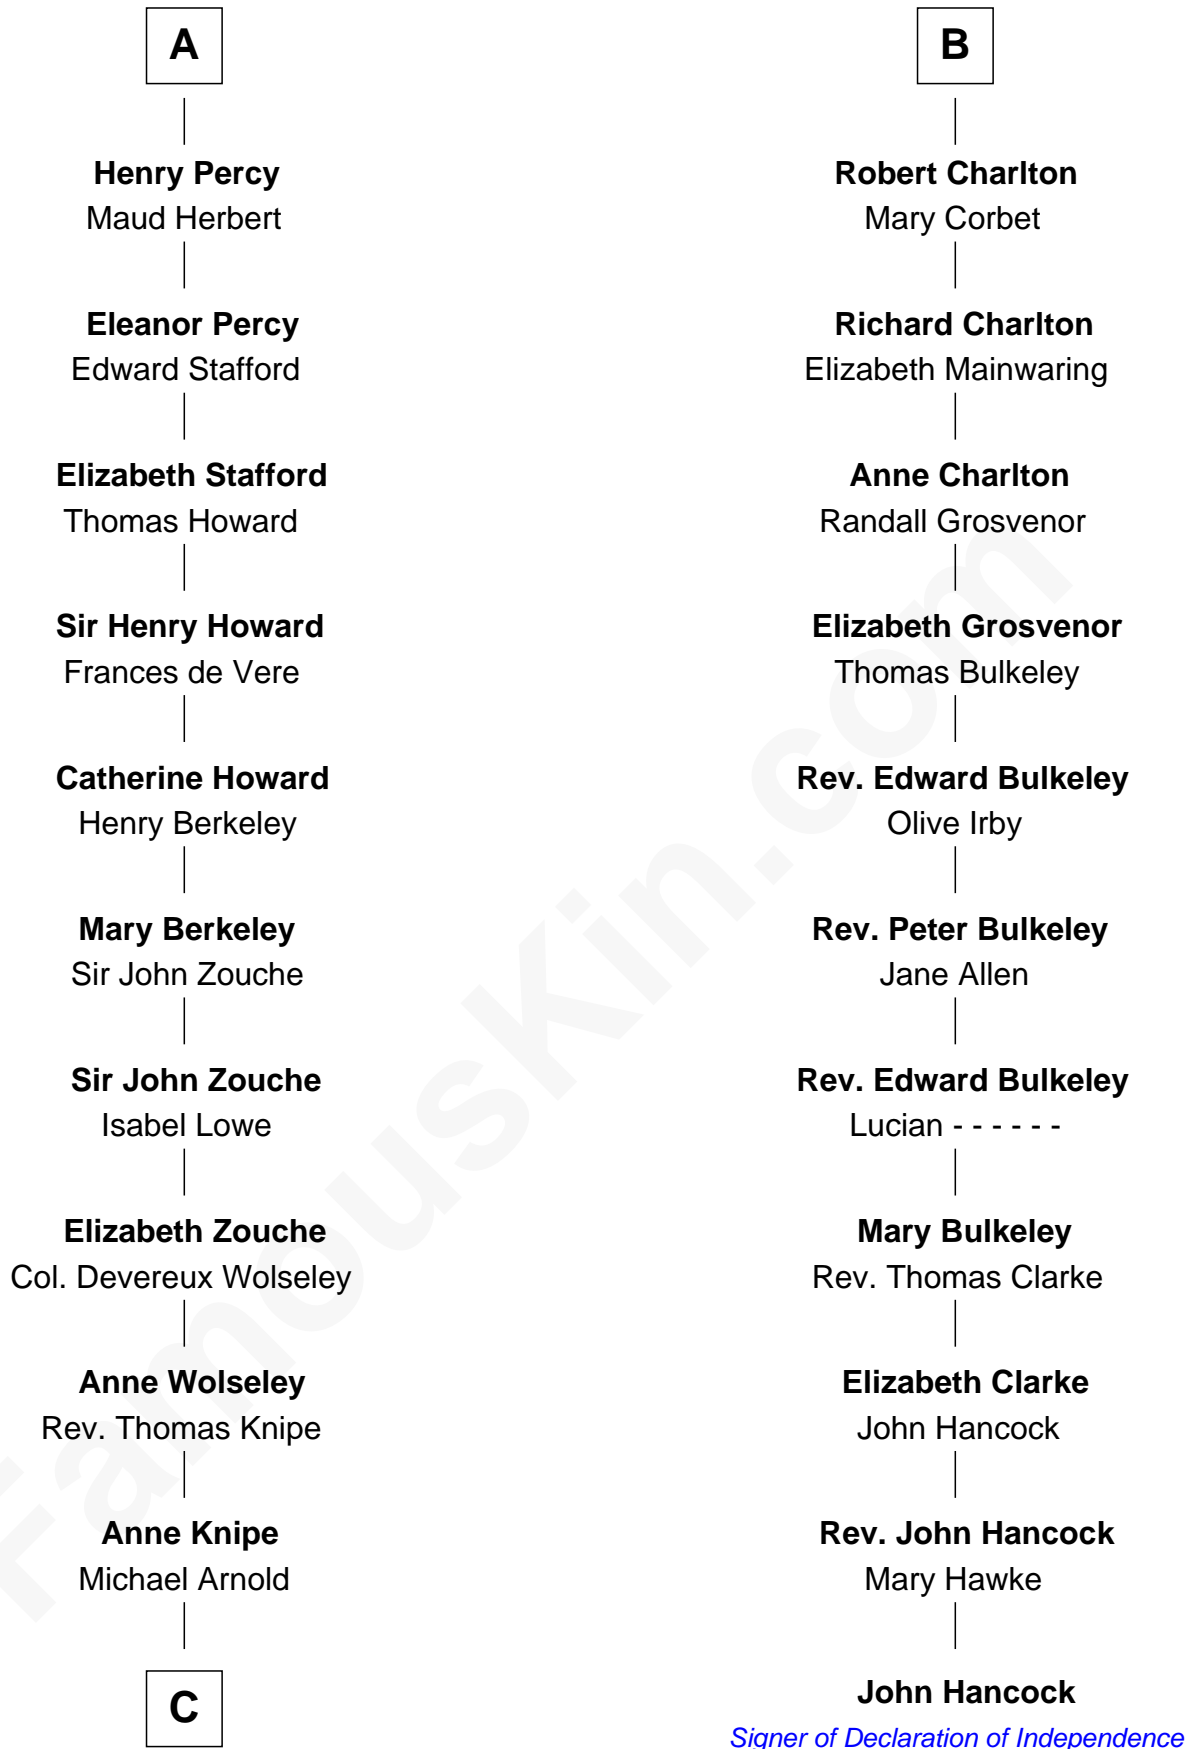 A
Henry Percy
Maud Herbert
Eleanor Percy
Edward Stafford
Elizabeth Stafford
Thomas Howard
Sir Henry Howard
Frances de Vere
Catherine Howard
Henry Berkeley
Mary Berkeley
Sir John Zouche
Sir John Zouche
Isabel Lowe
Elizabeth Zouche
Col. Devereux Wolseley
Anne Wolseley
Rev. Thomas Knipe
Anne Knipe
Michael Arnold
C
B
Robert Charlton
Mary Corbet
Richard Charlton
Elizabeth Mainwaring
Anne Charlton
Randall Grosvenor
Elizabeth Grosvenor
Thomas Bulkeley
Rev. Edward Bulkeley
Olive Irby
Rev. Peter Bulkeley
Jane Allen
Rev. Edward Bulkeley
Lucian - - - - - -
Mary Bulkeley
Rev. Thomas Clarke
Elizabeth Clarke
John Hancock
Rev. John Hancock
Mary Hawke
John Hancock
Signer of Declaration of Independence
FamousKin.com